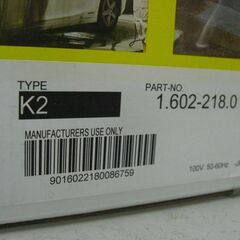 TYPE
PART-NO
K2
1.602-218.0
MANUFACTURERS USE ONLY
9016022180086759
100V 50-60Hz